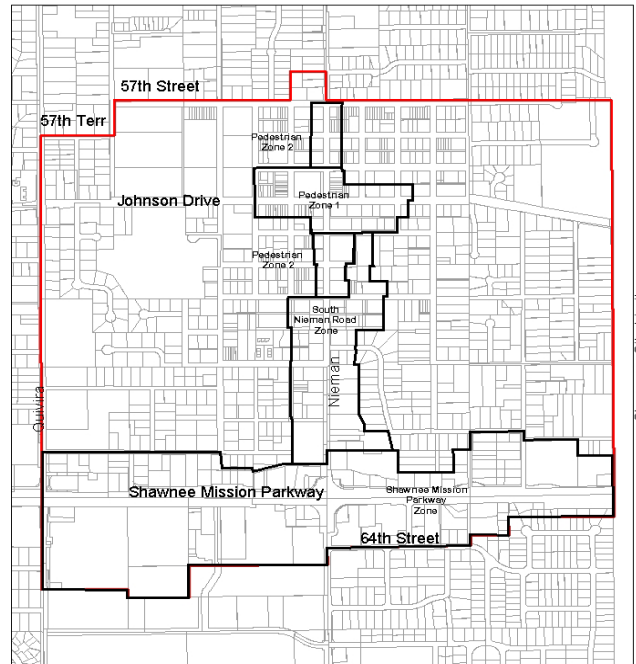 57th Street
57th Terr
Pedestrian
Zone 2
Johnson Drive
Pedestrian
Zone 1
Pedestrian
Zone 2
South
Nieman Road
Zone
Nieman
Quivira
Shawnee Mission Parkway
Shawnee Mission
Parkway
Zone
64th Street